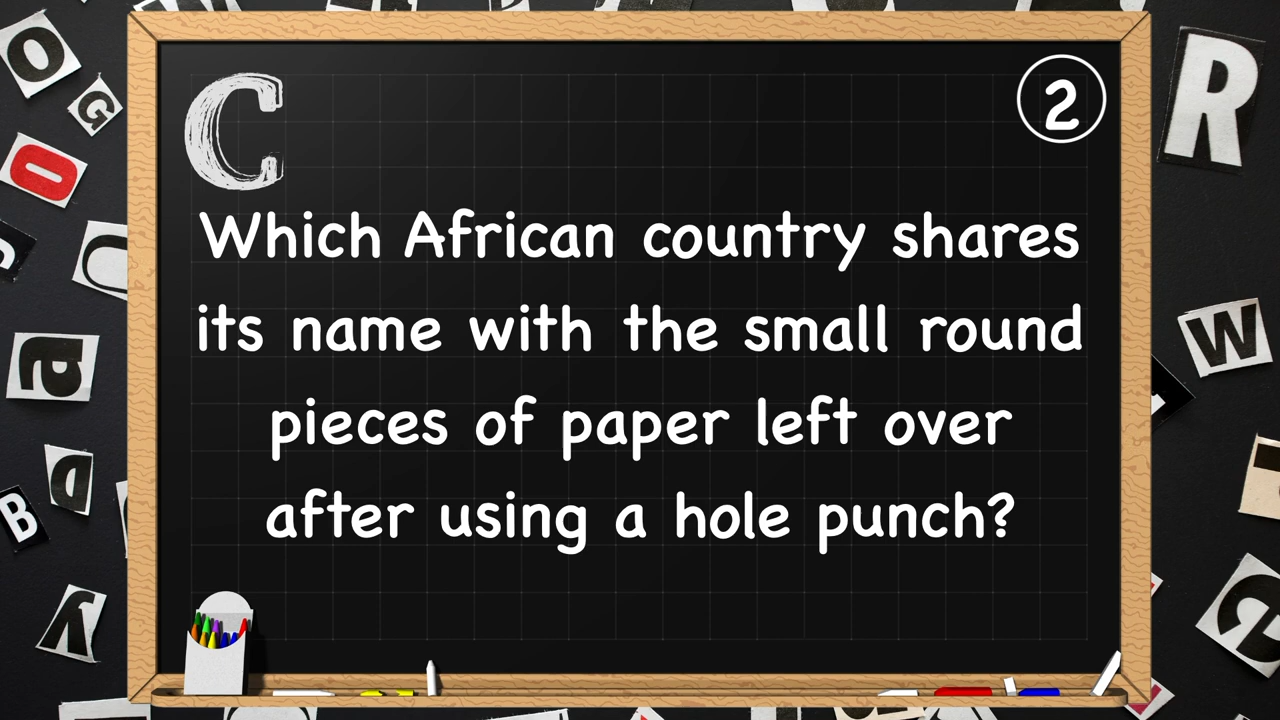 C
2
Which African country shares
its name with the small round
pieces of paper left over
after using a hole punch?
O
G
O
a
D
B
y
R
W